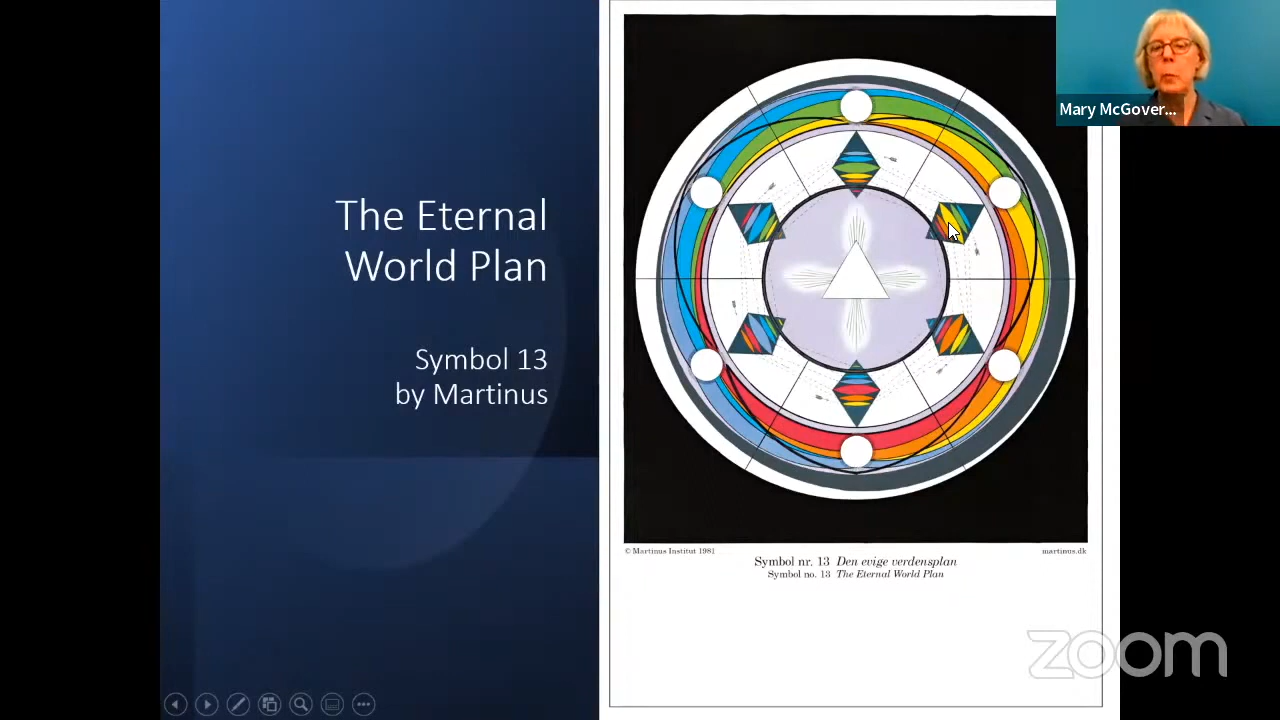 The Eternal
World Plan
Symbol 13
by Martinus
Mary McGover...
© Martinus Institut 1981
martinus.dk
Symbol nr. 13 Den evige verdensplan
Symbol no. 13 The Eternal World Plan
zoom